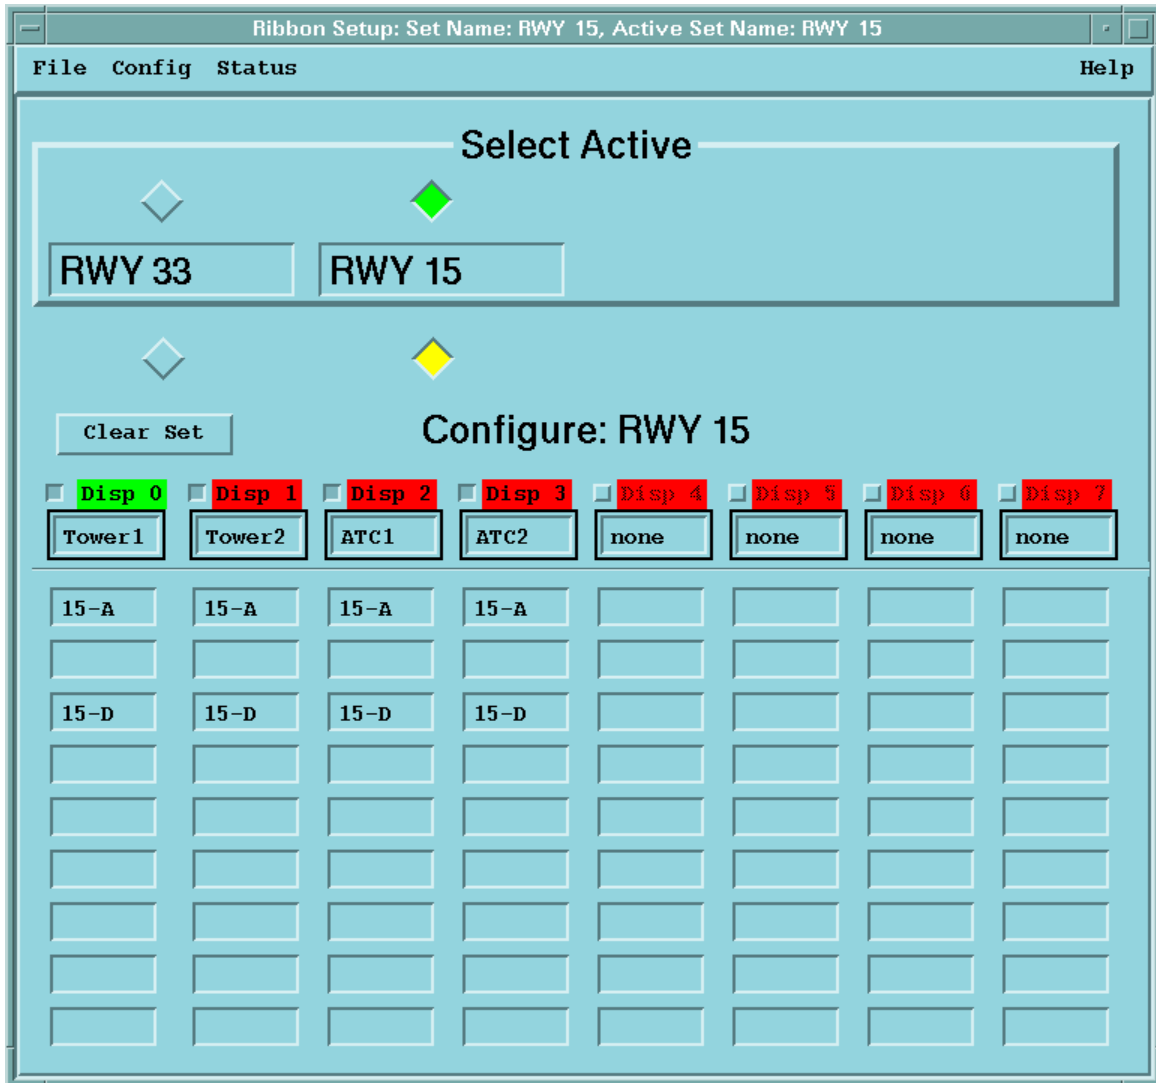 Ribbon Setup: Set Name: RWY 15, Active Set Name: RWY 15
File Config Status Help
Select Active
RWY 33 RWY 15
Clear Set Configure: RWY 15
Disp 0 Disp 1 Disp 2 Disp 3 Disp 4 Disp 5 Disp 6 Disp 7
Tower1 Tower2 ATC1 ATC2 none none none none
15-A 15-A 15-A 15-A
15-D 15-D 15-D 15-D